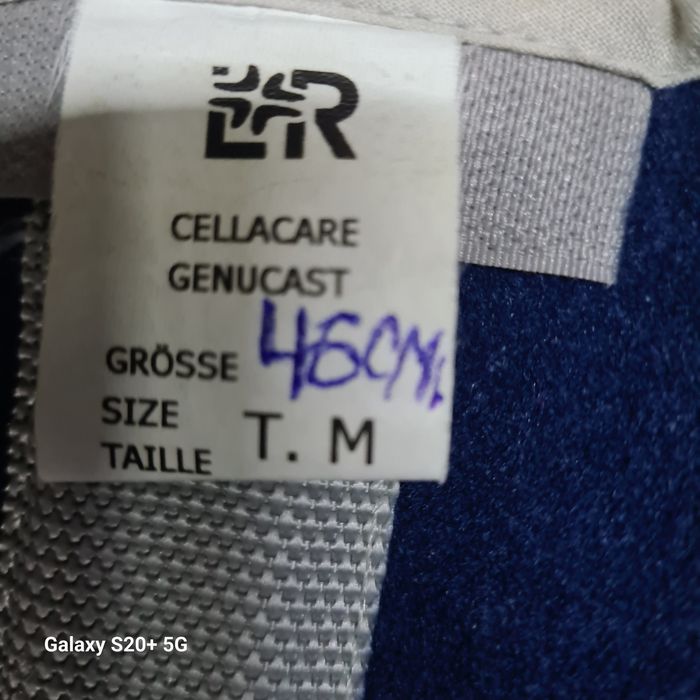 L&R
CELLACARE
GENUCAST
46cm.
GRÖSSE
SIZE
TAILLE
T. M
Galaxy S20+ 5G